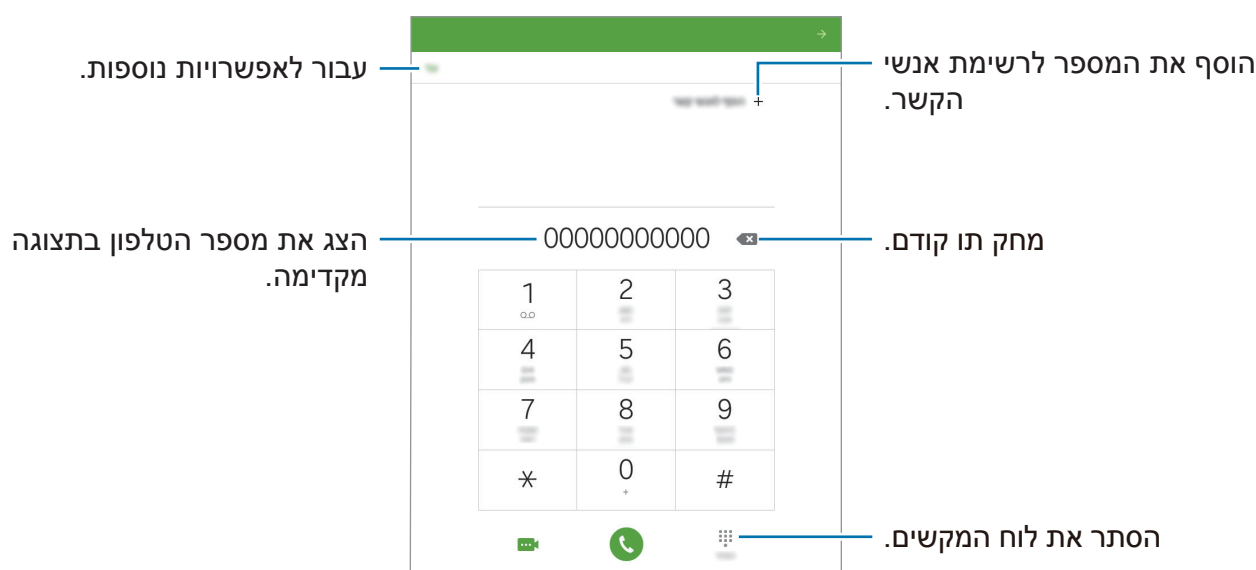 עבור לאפשרויות נוספות.
הוסף את המספר לרשימת אנשי
הקשר.
+
הצג את מספר הטלפון בתצוגה
מקדימה.
00000000000
מחק תו קודם.
1
2
3
4
5
6
7
8
9
*
0
+
#
הסתר את לוח המקשים.